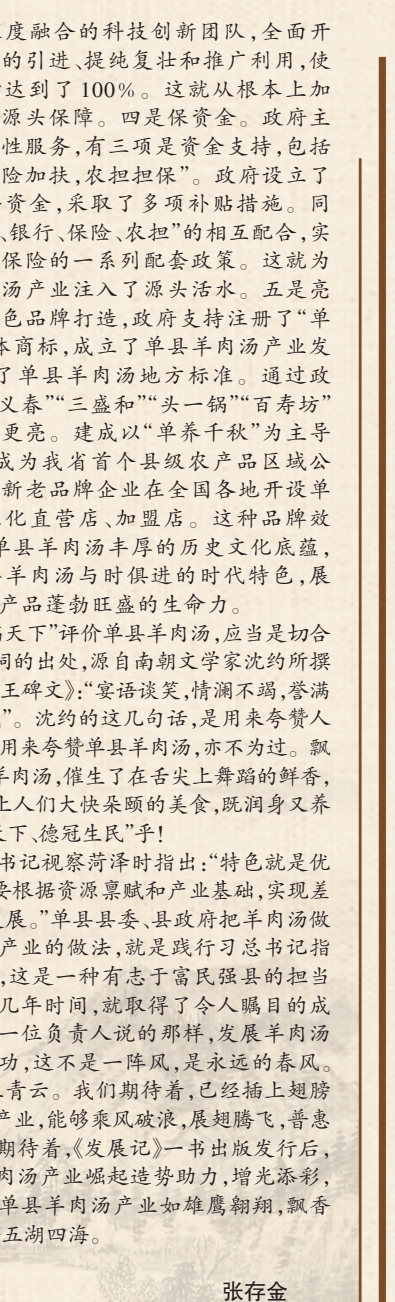 度融合的科技创新团队,全面开
的引进、提纯复壮和推广利用,使
达到了100%。这就从根本上加
源头保障。四是保资金。政府主
性服务,有三项是资金支持,包括
险加扶,农担担保”。政府设立了
资金,采取了多项补贴措施。同
、银行、保险、农担”的相互配合,实
保险的一系列配套政策。这就为
汤产业注入了源头活水。五是亮
色品牌打造,政府支持注册了“单
体商标,成立了单县羊肉汤产业发
了单县羊肉汤地方标准。通过政
义春”“三盛和”“头一锅”“百寿坊”
更亮。建成以“单养千秋”为主导
成为我省首个县级农产品区域公
新老品牌企业在全国各地开设单
化直营店、加盟店。这种品牌效
单县羊肉汤丰厚的历史文化底蕴,
羊肉汤与时俱进的时代特色,展
产品蓬勃旺盛的生命力。
天下”评价单县羊肉汤,应当是切合
词的出处,源自南朝文学家沈约所撰
王碑文》:“宴语谈笑,情澜不竭,誉满
”。沈约的这几句话,是用来夸赞人
用来夸赞单县羊肉汤,亦不为过。飘
羊肉汤,催生了在舌尖上舞蹈的鲜香,
上人们大快朵颐的美食,既润身又养
天下、德冠生民”乎!
书记视察菏泽时指出:“特色就是优
要根据资源禀赋和产业基础,实现差
发展。”单县县委、县政府把羊肉汤做
产业的做法,就是践行习总书记指
,这是一种有志于富民强县的担当
几年时间,就取得了令人瞩目的成
一位负责人说的那样,发展羊肉汤
功,这不是一阵风,是永远的春风。
青云。我们期待着,已经插上翅膀
产业,能够乘风破浪,展翅腾飞,普惠
期待着,《发展记》一书出版发行后,
肉汤产业崛起造势助力,增光添彩,
单县羊肉汤产业如雄鹰翱翔,飘香
五湖四海。
张存金